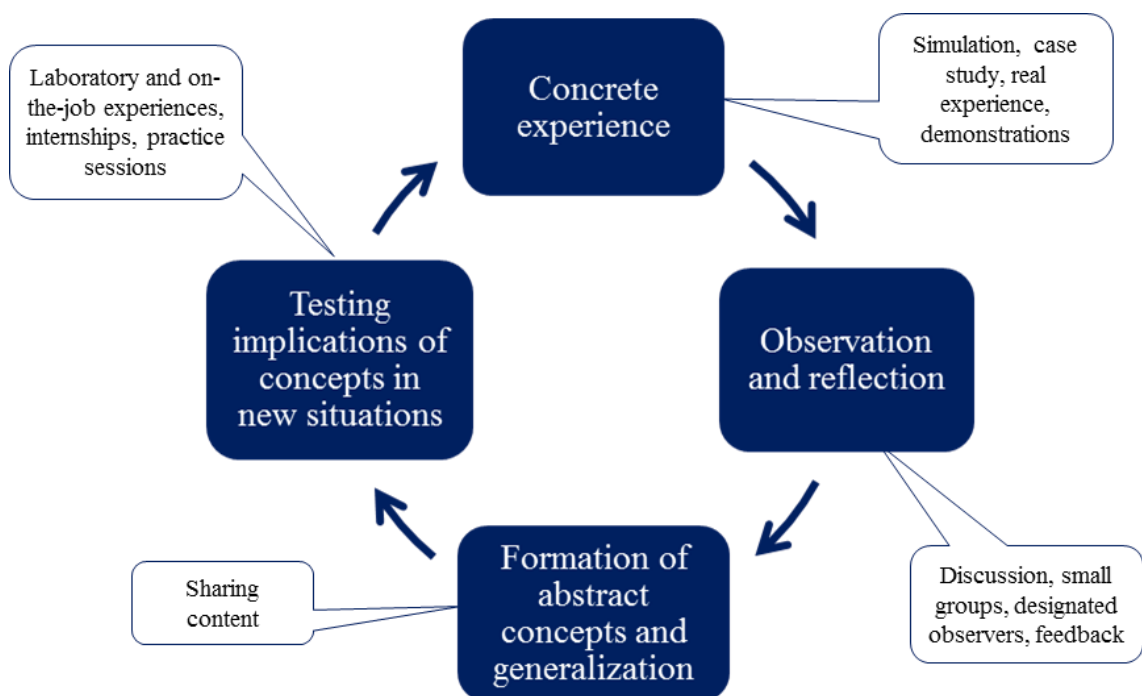 Concrete
experience
Simulation, case
study, real
experience,
demonstrations
Observation
and reflection
Discussion, small
groups, designated
observers, feedback
Formation of
abstract
concepts and
generalization
Sharing
content
Testing
implications of
concepts in
new situations
Laboratory and on-
the-job experiences,
internships, practice
sessions